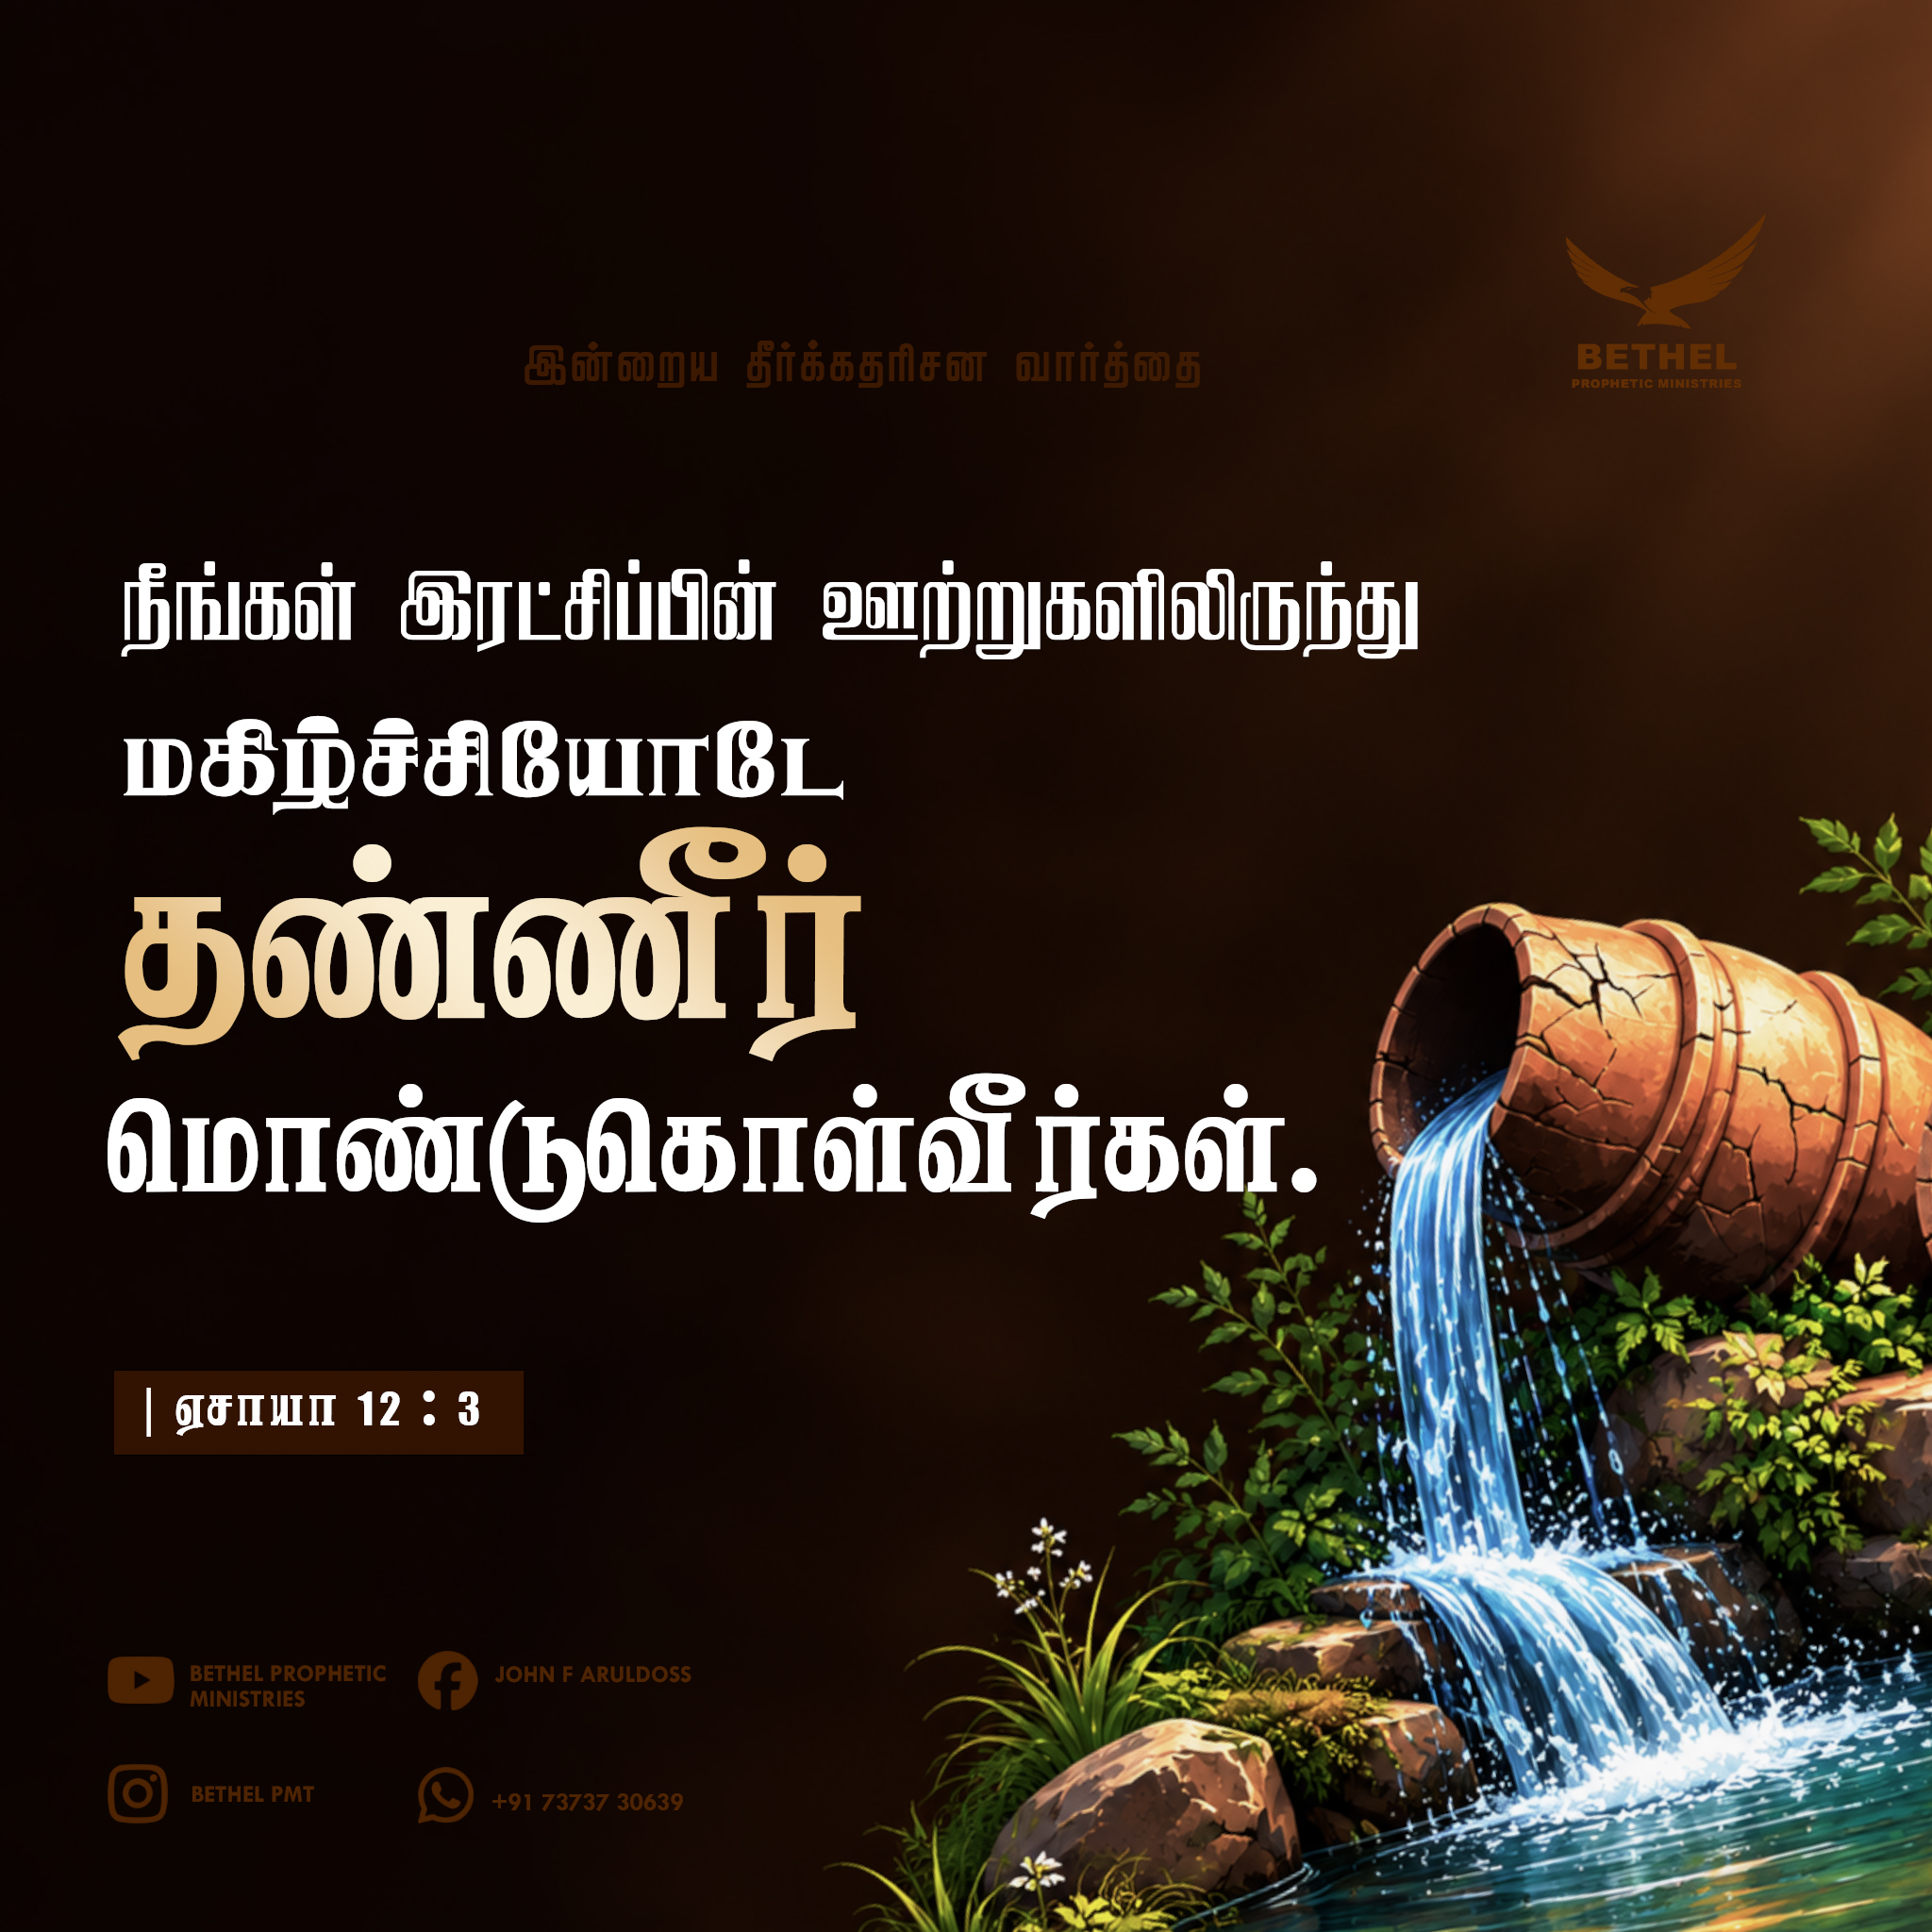 இன்றைய தீர்க்கதரிசன வார்த்தை
BETHEL
PROPHETIC MINISTRIES
நீங்கள் இரட்சிப்பின் ஊற்றுகளிலிருந்து
மகிழ்ச்சியோடே
தண்ணீர்
மொண்டுகொள்வீர்கள்.
| ஏசாயா 12 : 3
BETHEL PROPHETIC
MINISTRIES
JOHN F ARULDOSS
BETHEL PMT
+91 73737 30639